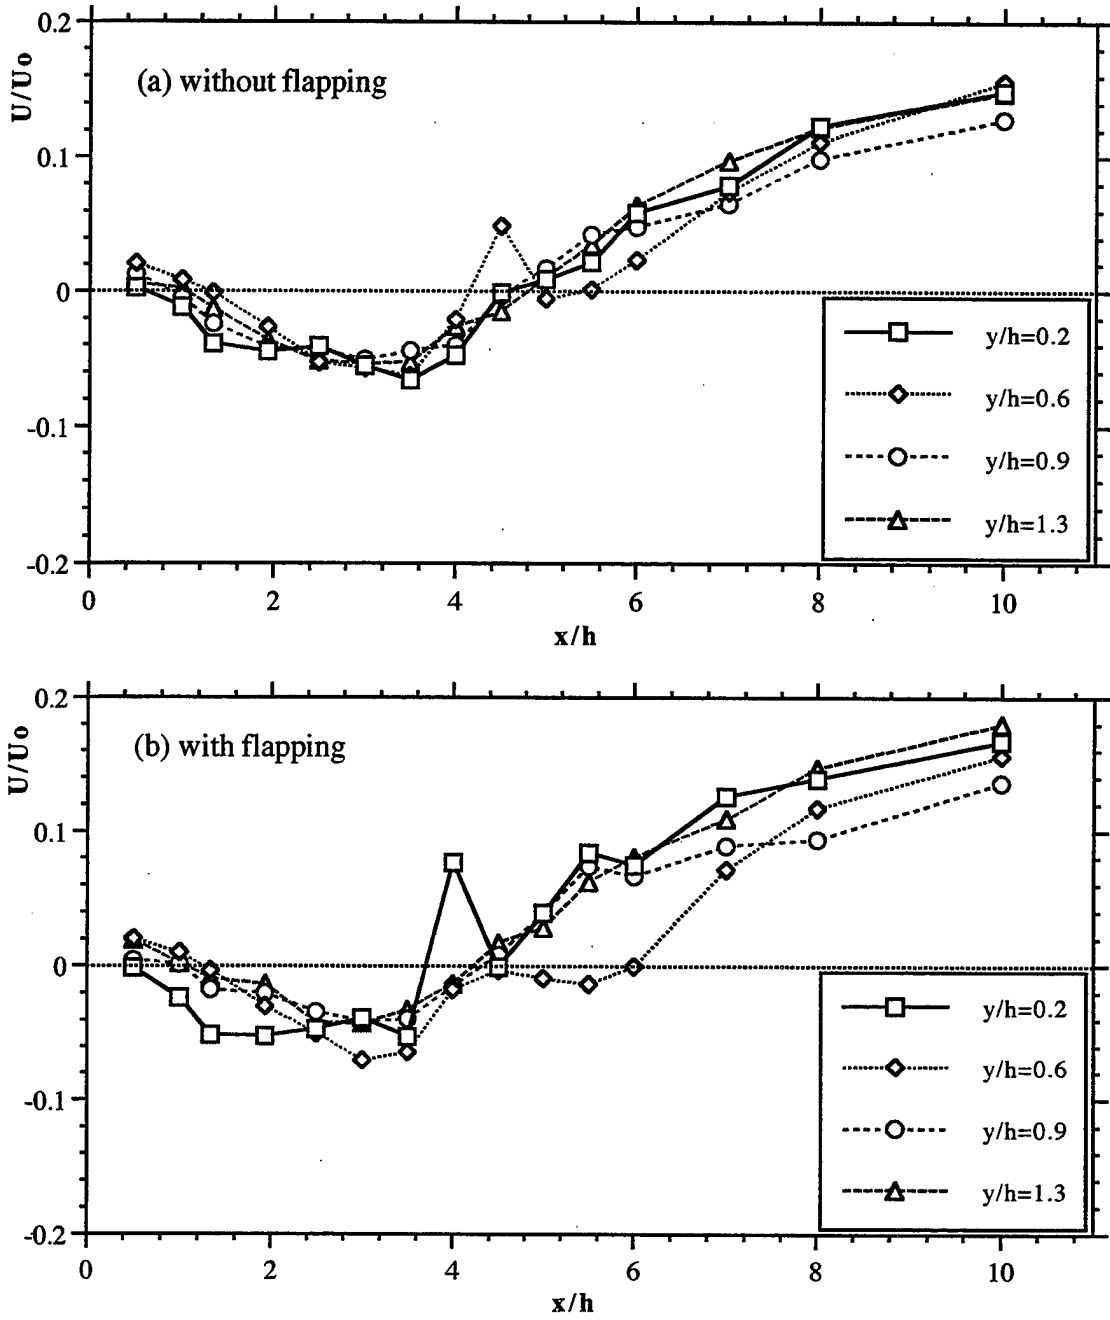 0.2
U/Uo
(a) without flapping
0.1
0
y/h=0.2
y/h=0.6
-0.1
y/h=0.9
y/h=1.3
-0.2
0 2 4 6 8 10
x/h
0.2
U/Uo
(b) with flapping
0.1
0
y/h=0.2
y/h=0.6
-0.1
y/h=0.9
y/h=1.3
-0.2
0 2 4 6 8 10
x/h